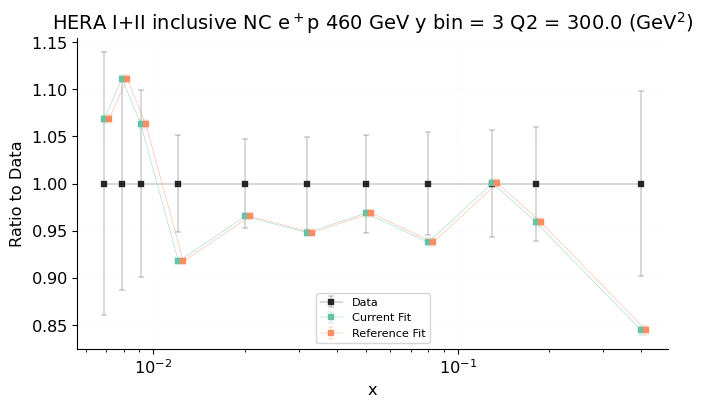 HERA I+II inclusive NC e⁺p 460 GeV y bin = 3 Q2 = 300.0 (GeV²)
1.15
1.10
1.05
1.00
0.95
0.90
0.85
Ratio to Data
Data
Current Fit
Reference Fit
10⁻²
10⁻¹
x